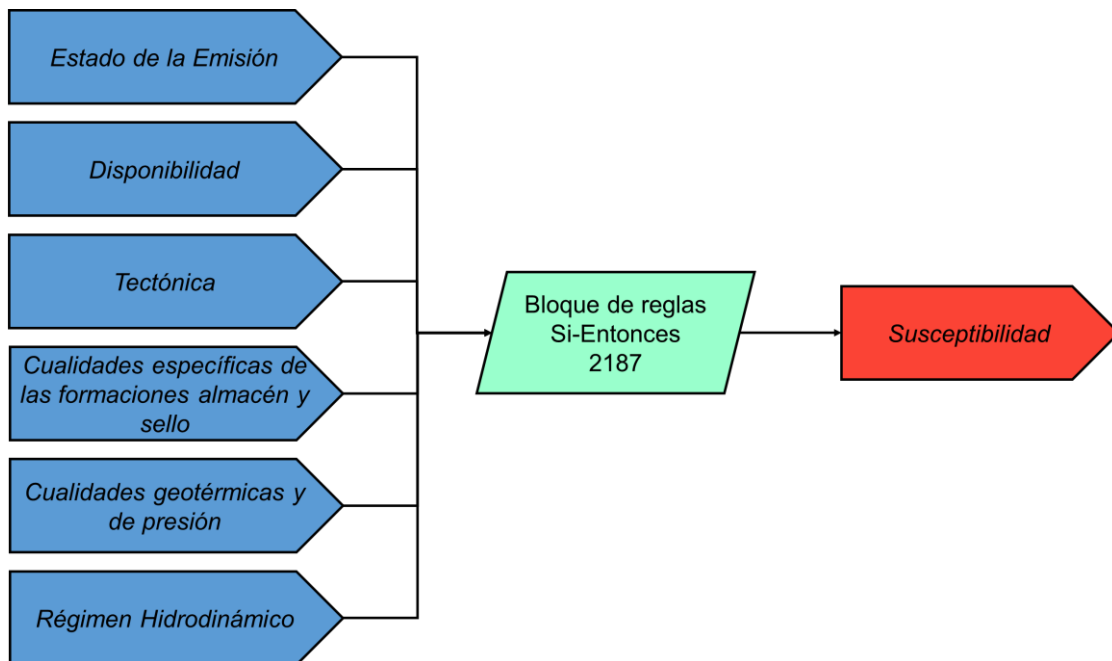 Estado de la Emisión
Disponibilidad
Tectónica
Cualidades específicas de
las formaciones almacén y
sello
Cualidades geotérmicas y
de presión
Régimen Hidrodinámico
Bloque de reglas
Si-Entonces
2187
Susceptibilidad